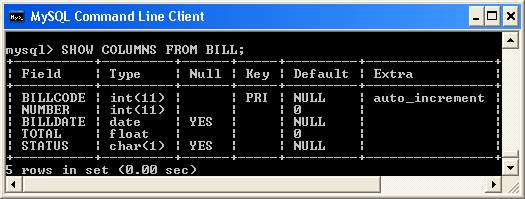 MySQL Command Line Client
mysql> SHOW COLUMNS FROM BILL;
+----------+---------+------+-----+---------+----------------+
| Field    | Type    | Null | Key | Default | Extra          |
+----------+---------+------+-----+---------+----------------+
| BILLCODE | int(11) |      | PRI | NULL    | auto_increment |
| NUMBER   | int(11) |      |     | 0       |                |
| BILLDATE | date    | YES  |     | NULL    |                |
| TOTAL    | float   |      |     | 0       |                |
| STATUS   | char(1) | YES  |     | NULL    |                |
+----------+---------+------+-----+---------+----------------+
5 rows in set (0.00 sec)